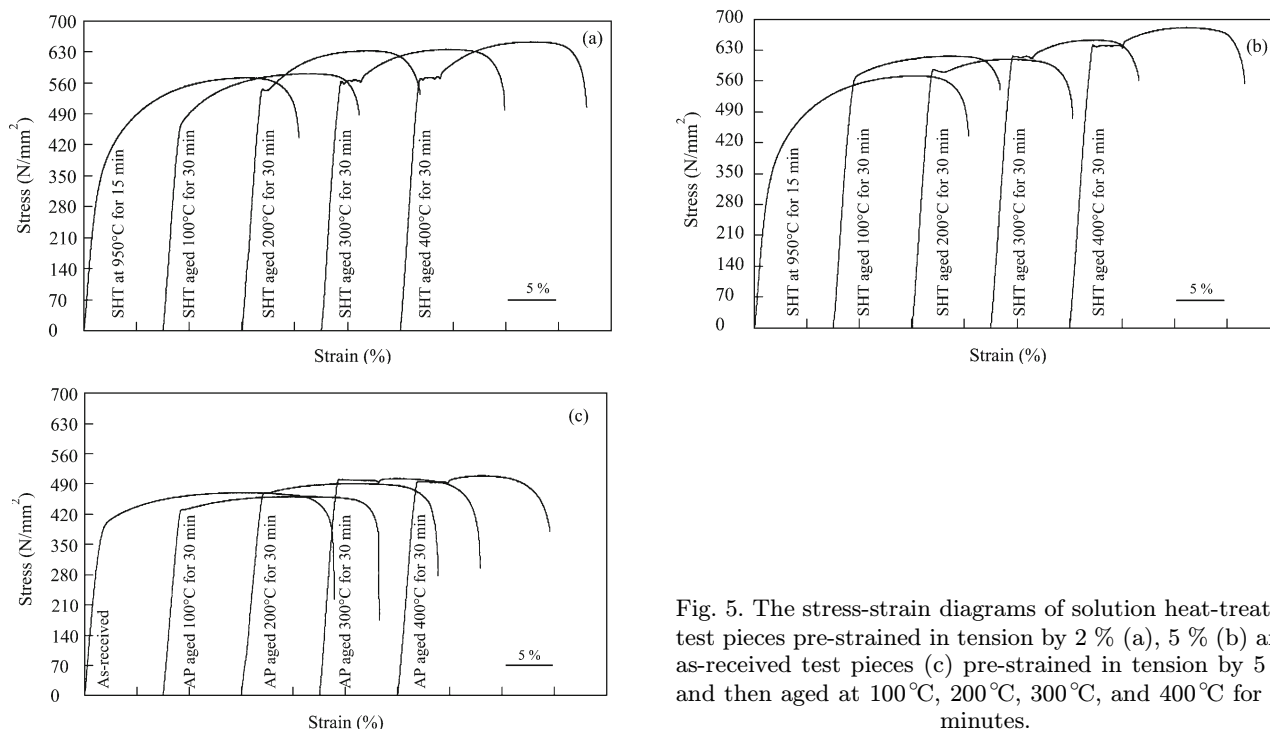 700
630
560
490
420
350
280
210
140
70
0
Stress (N/mm²)
(a)
SHT at 950°C for 15 min
SHT aged 100°C for 30 min
SHT aged 200°C for 30 min
SHT aged 300°C for 30 min
SHT aged 400°C for 30 min
5 %
Strain (%)
700
630
560
490
420
350
280
210
140
70
0
Stress (N/mm²)
(b)
SHT at 950°C for 15 min
SHT aged 100°C for 30 min
SHT aged 200°C for 30 min
SHT aged 300°C for 30 min
SHT aged 400°C for 30 min
5 %
Strain (%)
700
630
560
490
420
350
280
210
140
70
0
Stress (N/mm²)
(c)
As-received
AP aged 100°C for 30 min
AP aged 200°C for 30 min
AP aged 300°C for 30 min
AP aged 400°C for 30 min
5 %
Strain (%)
Fig. 5. The stress-strain diagrams of solution heat-treat
test pieces pre-strained in tension by 2 % (a), 5 % (b) a
as-received test pieces (c) pre-strained in tension by 5
and then aged at 100°C, 200°C, 300°C, and 400°C for
minutes.